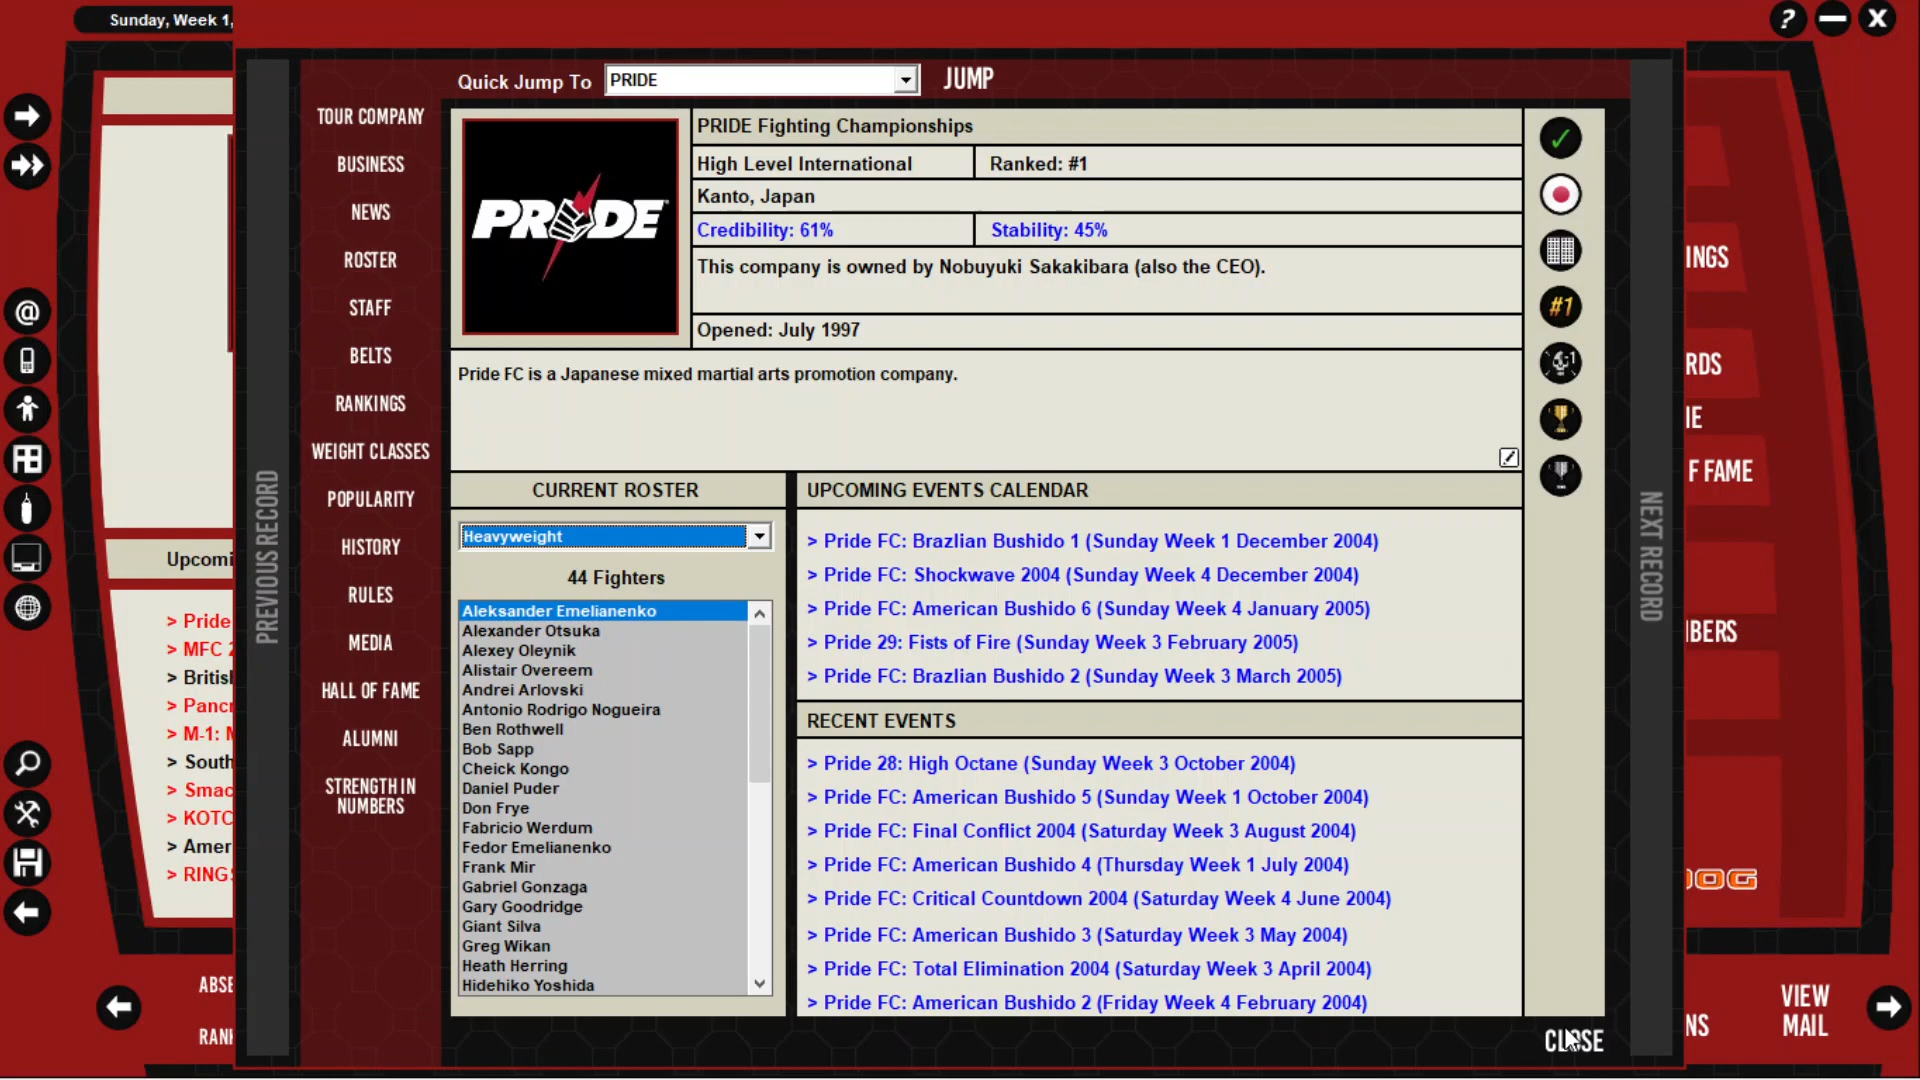 Sunday, Week 1,
?
X
Quick Jump To
PRIDE
JUMP
TOUR COMPANY
BUSINESS
NEWS
ROSTER
STAFF
BELTS
RANKINGS
WEIGHT CLASSES
POPULARITY
HISTORY
RULES
MEDIA
HALL OF FAME
ALUMNI
STRENGTH IN
NUMBERS
PREVIOUS RECORD
PRIDE
PRIDE Fighting Championships
High Level International
Ranked: #1
Kanto, Japan
Credibility: 61%
Stability: 45%
This company is owned by Nobuyuki Sakakibara (also the CEO).
Opened: July 1997
Pride FC is a Japanese mixed martial arts promotion company.
#1
CURRENT ROSTER
Heavyweight
44 Fighters
Aleksander Emelianenko
Alexander Otsuka
Alexey Oleynik
Alistair Overeem
Andrei Arlovski
Antonio Rodrigo Nogueira
Ben Rothwell
Bob Sapp
Cheick Kongo
Daniel Puder
Don Frye
Fabricio Werdum
Fedor Emelianenko
Frank Mir
Gabriel Gonzaga
Gary Goodridge
Giant Silva
Greg Wikan
Heath Herring
Hidehiko Yoshida
UPCOMING EVENTS CALENDAR
> Pride FC: Brazlian Bushido 1 (Sunday Week 1 December 2004)
> Pride FC: Shockwave 2004 (Sunday Week 4 December 2004)
> Pride FC: American Bushido 6 (Sunday Week 4 January 2005)
> Pride 29: Fists of Fire (Sunday Week 3 February 2005)
> Pride FC: Brazlian Bushido 2 (Sunday Week 3 March 2005)
RECENT EVENTS
> Pride 28: High Octane (Sunday Week 3 October 2004)
> Pride FC: American Bushido 5 (Sunday Week 1 October 2004)
> Pride FC: Final Conflict 2004 (Saturday Week 3 August 2004)
> Pride FC: American Bushido 4 (Thursday Week 1 July 2004)
> Pride FC: Critical Countdown 2004 (Saturday Week 4 June 2004)
> Pride FC: American Bushido 3 (Saturday Week 3 May 2004)
> Pride FC: Total Elimination 2004 (Saturday Week 3 April 2004)
> Pride FC: American Bushido 2 (Friday Week 4 February 2004)
NEXT RECORD
CLOSE
Upcomi
> Pride
> MFC 2
> Britis
> Pancr
> M-1: M
> South
> Smac
> KOTC
> Amer
> RINGS
ABSE
RANK
INGS
RDS
IE
F FAME
IBERS
DOG
NS
VIEW
MAIL